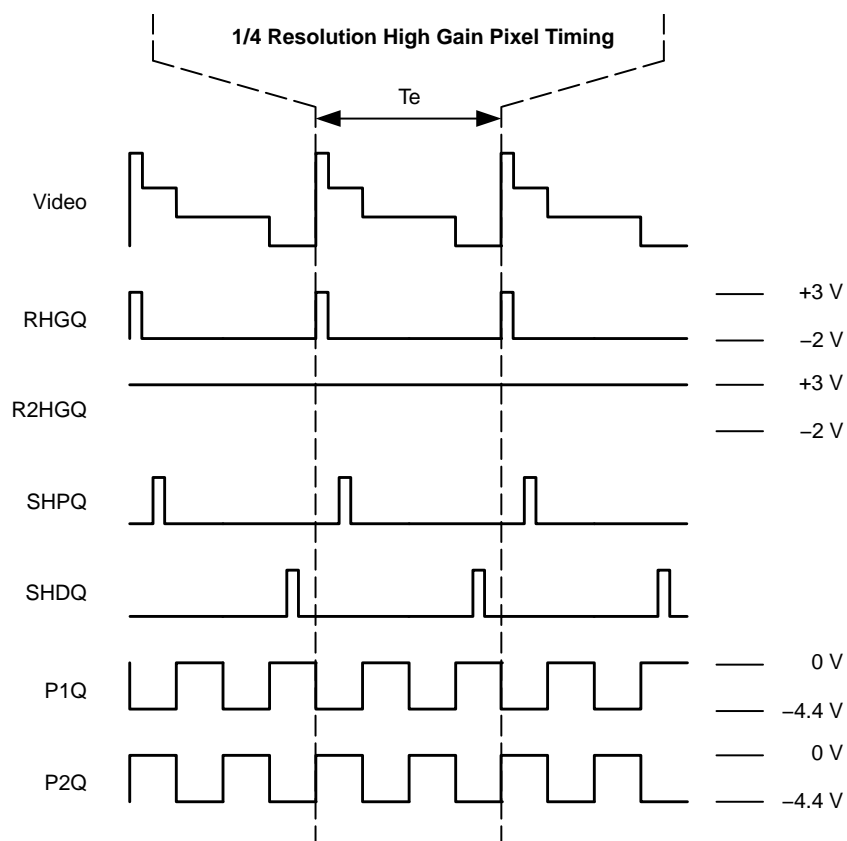 1/4 Resolution High Gain Pixel Timing
Te
Video
RHGQ
+3 V
−2 V
R2HGQ
+3 V
−2 V
SHPQ
SHDQ
P1Q
0 V
−4.4 V
P2Q
0 V
−4.4 V